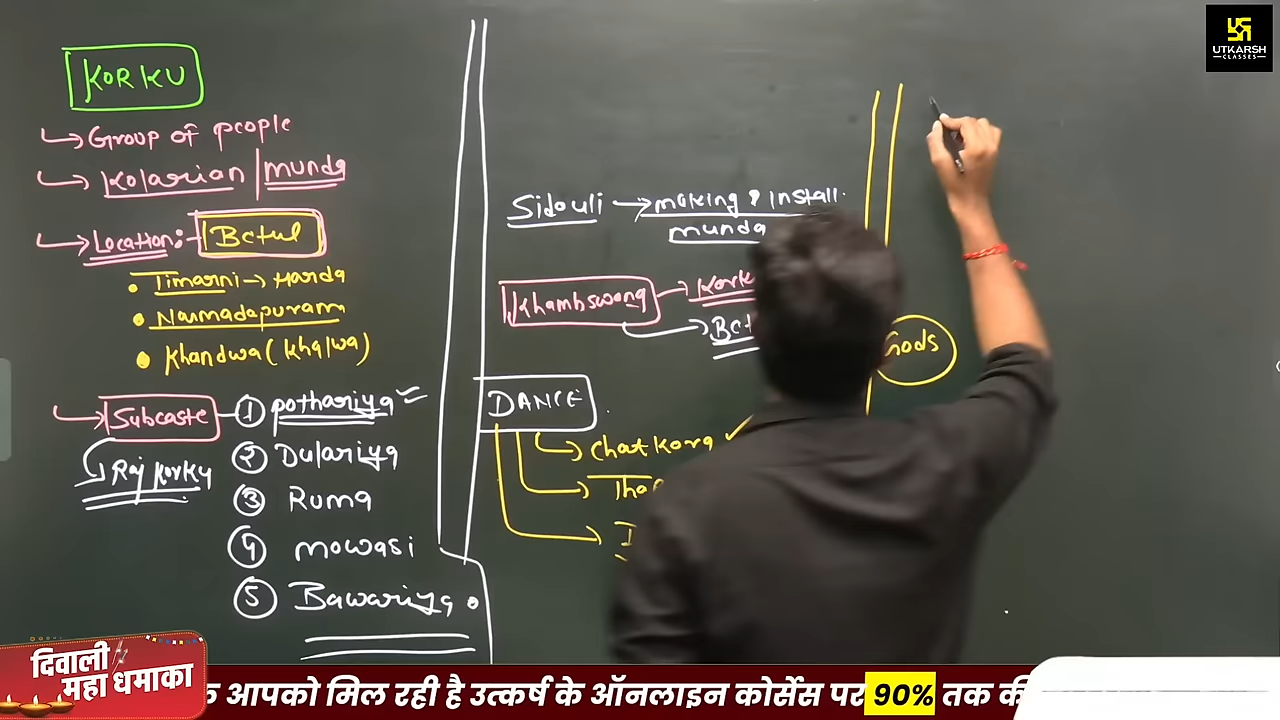 KORKU
Group of people
Kolarian | munda
Location:- Betul
Timarni → Harda
Narmadapuram
Khandwa (khalwa)
Subcaste
Raj Korku
① pothariya
② Dulariya
③ Ruma
④ mowasi
⑤ Bawariya
Sidouli → making & install
munda
Khambswang
Kork
Bet
DANCE
Chatkora
Tha
Gods
UTKARSH
CLASSES
दिवाली
महा धमाका
आपको मिल रही है उत्कर्ष के ऑनलाइन कोर्सेस पर 90% तक की